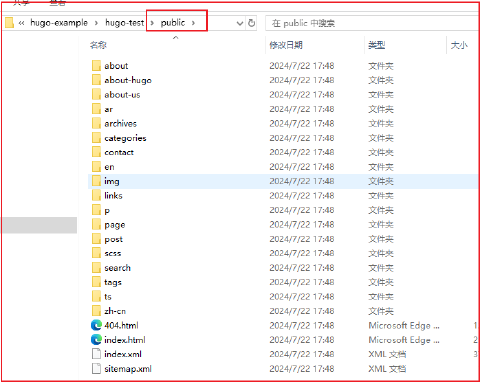 共享 查看
« hugo-example › hugo-test › public › 在 public 中搜索
名称 修改日期 类型 大小
about 2024/7/22 17:48 文件夹
about-hugo 2024/7/22 17:48 文件夹
about-us 2024/7/22 17:48 文件夹
ar 2024/7/22 17:48 文件夹
archives 2024/7/22 17:48 文件夹
categories 2024/7/22 17:48 文件夹
contact 2024/7/22 17:48 文件夹
en 2024/7/22 17:48 文件夹
img 2024/7/22 17:48 文件夹
links 2024/7/22 17:48 文件夹
p 2024/7/22 17:48 文件夹
page 2024/7/22 17:48 文件夹
post 2024/7/22 17:48 文件夹
scss 2024/7/22 17:48 文件夹
search 2024/7/22 17:48 文件夹
tags 2024/7/22 17:48 文件夹
ts 2024/7/22 17:48 文件夹
zh-cn 2024/7/22 17:48 文件夹
404.html 2024/7/22 17:48 Microsoft Edge ... 1
index.html 2024/7/22 17:48 Microsoft Edge ... 2
index.xml 2024/7/22 17:48 XML 文档 3
sitemap.xml 2024/7/22 17:48 XML 文档